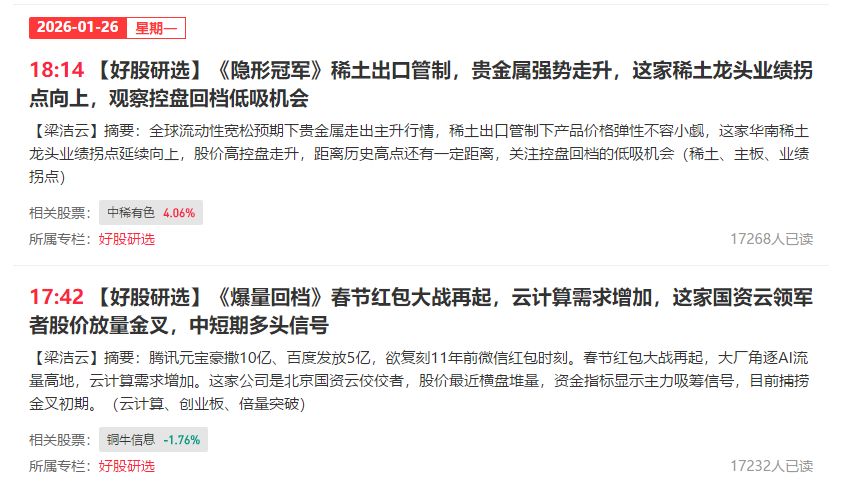 2026-01-26 星期一
18:14 【好股研选】《隐形冠军》稀土出口管制，贵金属强势走升，这家稀土龙头业绩拐
点向上，观察控盘回档低吸机会
【梁洁云】摘要：全球流动性宽松预期下贵金属走出主升行情，稀土出口管制下产品价格弹性不容小觑，这家华南稀土
龙头业绩拐点延续向上，股价高控盘走升，距离历史高点还有一定距离，关注控盘回档的低吸机会（稀土、主板、业绩
拐点）
相关股票： 中稀有色 4.06%
所属专栏：好股研选 17268人已读
17:42 【好股研选】《爆量回档》春节红包大战再起，云计算需求增加，这家国资云领军
者股价放量金叉，中短期多头信号
【梁洁云】摘要：腾讯元宝豪撒10亿、百度发放5亿，欲复刻11年前微信红包时刻。春节红包大战再起，大厂角逐AI流
量高地，云计算需求增加。这家公司是北京国资云佼佼者，股价最近横盘堆量，资金指标显示主力吸筹信号，目前捕捞
金叉初期。（云计算、创业板、倍量突破）
相关股票： 铜牛信息 -1.76%
所属专栏：好股研选 17232人已读